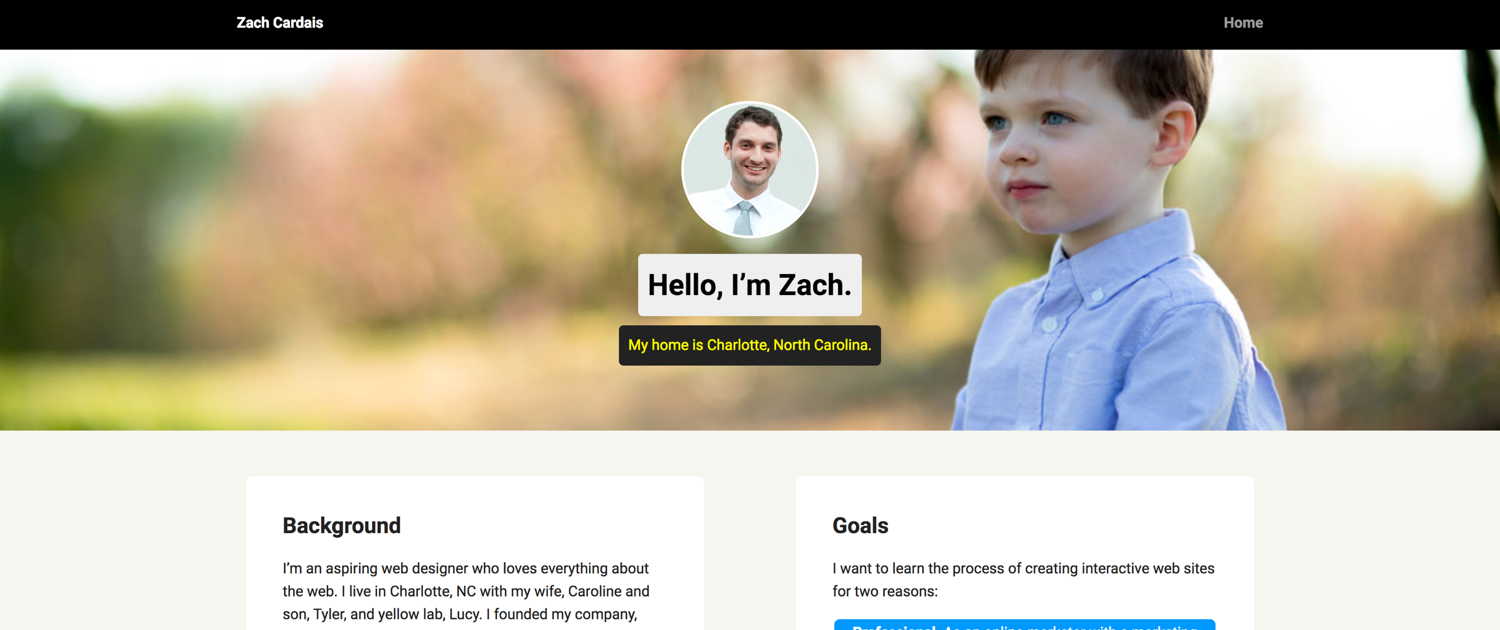 Zach Cardais
Home
Hello, I’m Zach.
My home is Charlotte, North Carolina.
Background
I’m an aspiring web designer who loves everything about
the web. I live in Charlotte, NC with my wife, Caroline and
son, Tyler, and yellow lab, Lucy. I founded my company,
Goals
I want to learn the process of creating interactive web sites
for two reasons: